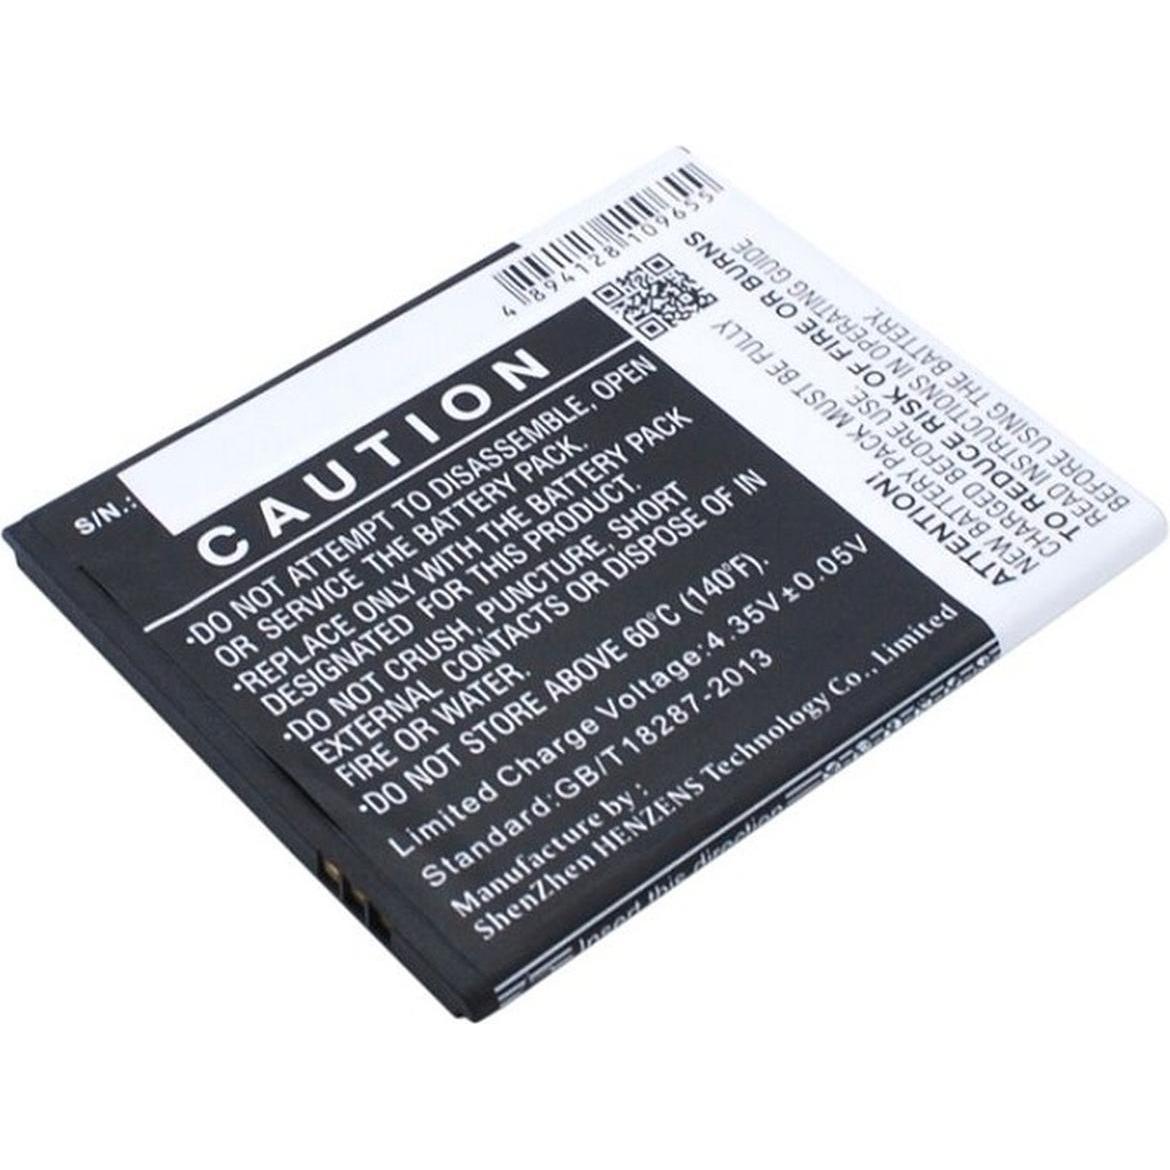 S/N.:
4 894128 109655
CAUTION
·DO NOT ATTEMPT TO DISASSEMBLE, OPEN
OR SERVICE THE BATTERY PACK.
·REPLACE ONLY WITH THE BATTERY PACK
DESIGNATED FOR THIS PRODUCT.
·DO NOT CRUSH, PUNCTURE, SHORT
EXTERNAL CONTACTS OR DISPOSE OF IN
FIRE OR WATER.
·DO NOT STORE ABOVE 60°C (140°F).
Limited Charge Voltage:4.35V±0.05V
Standard:GB/T18287-2013
Manufacture by:
ShenZhen HENZENS Technology Co., Limited
Insert this direction
ATTENTION!
NEW BATTERY PACK MUST BE FULLY
CHARGED BEFORE USE.
TO REDUCE RISK OF FIRE OR BURNS
READ INSTRUCTIONS IN OPERATING GUIDE
BEFORE USING THE BATTERY.